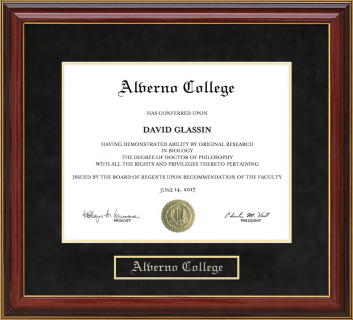 Alverno College
HAS CONFERRED UPON
DAVID GLASSIN
HAVING DEMONSTRATED ABILITY BY ORIGINAL RESEARCH
IN BIOLOGY
THE DEGREE OF DOCTOR OF PHILOSOPHY
WITH ALL THE RIGHTS AND PRIVILEGES THERETO PERTAINING
ISSUED BY THE BOARD OF REGENTS UPON RECOMMENDATION OF THE FACULTY
JUNE 14, 2017
PROVOST
PRESIDENT
Alverno College